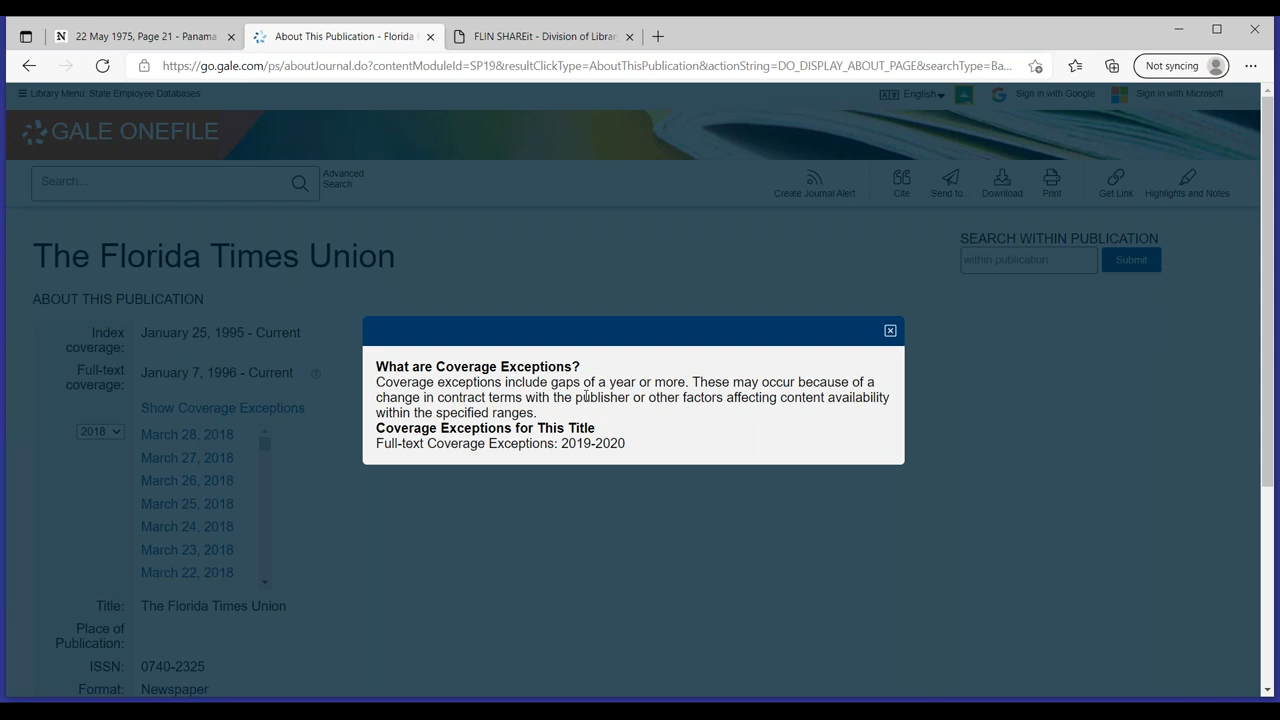 22 May 1975, Page 21 - Panama
About This Publication - Florida
FLIN SHAREit - Division of Librar
https://go.gale.com/ps/aboutJournal.do?contentModuleId=SP19&resultClickType=AboutThisPublication&actionString=DO_DISPLAY_ABOUT_PAGE&searchType=Ba...
Not syncing
Library Menu State Employee Databases
English
Sign in with Google
Sign in with Microsoft
GALE ONEFILE
Search...
Advanced
Search
Create Journal Alert
Cite
Send to...
Download
Print
Get Link
Highlights and Notes
The Florida Times Union
SEARCH WITHIN PUBLICATION
within publication
Submit
ABOUT THIS PUBLICATION
Index coverage: January 25, 1995 - Current
Full-text coverage: January 7, 1996 - Current
Show Coverage Exceptions
2018
March 28, 2018
March 27, 2018
March 26, 2018
March 25, 2018
March 24, 2018
March 23, 2018
March 22, 2018
Title: The Florida Times Union
Place of
Publication:
ISSN: 0740-2325
Format: Newspaper
What are Coverage Exceptions?
Coverage exceptions include gaps of a year or more. These may occur because of a
change in contract terms with the publisher or other factors affecting content availability
within the specified ranges.
Coverage Exceptions for This Title
Full-text Coverage Exceptions: 2019-2020